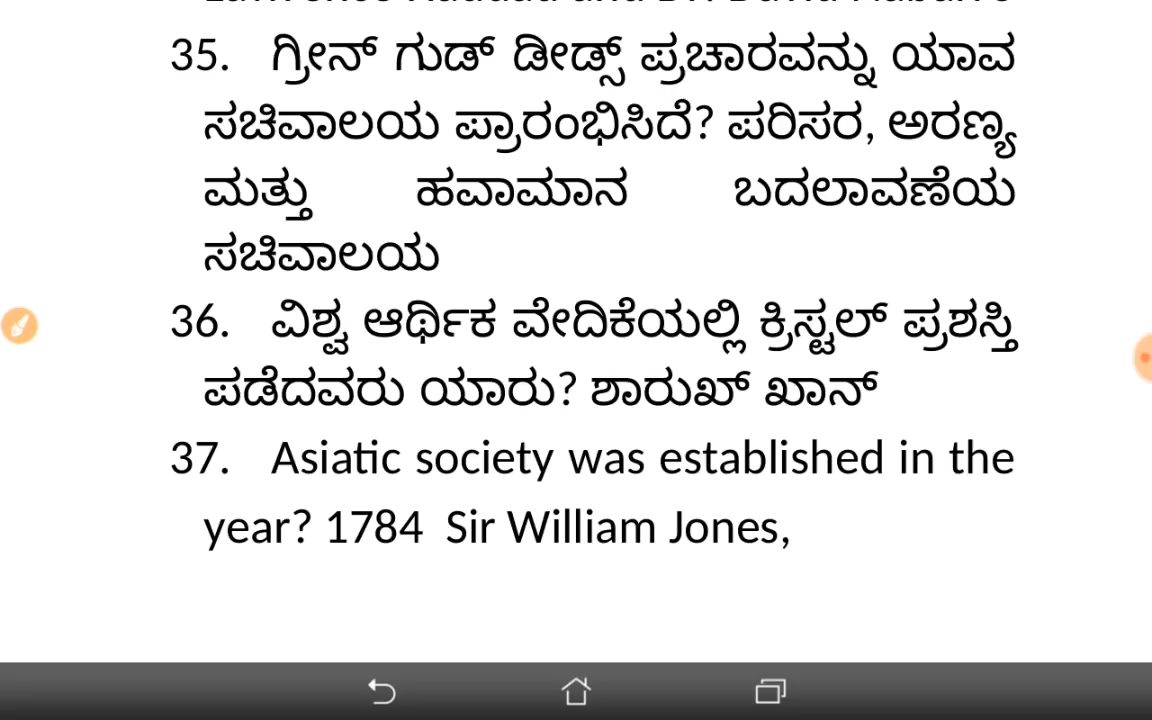 35. ಗ್ರೀನ್ ಗುಡ್ ಡೀಡ್ಸ್ ಪ್ರಚಾರವನ್ನು ಯಾವ
ಸಚಿವಾಲಯ ಪ್ರಾರಂಭಿಸಿದೆ? ಪರಿಸರ, ಅರಣ್ಯ
ಮತ್ತು ಹವಾಮಾನ ಬದಲಾವಣೆಯ
ಸಚಿವಾಲಯ
36. ವಿಶ್ವ ಆರ್ಥಿಕ ವೇದಿಕೆಯಲ್ಲಿ ಕ್ರಿಸ್ಟಲ್ ಪ್ರಶಸ್ತಿ
ಪಡೆದವರು ಯಾರು? ಶಾರುಖ್ ಖಾನ್
37. Asiatic society was established in the
year? 1784 Sir William Jones,